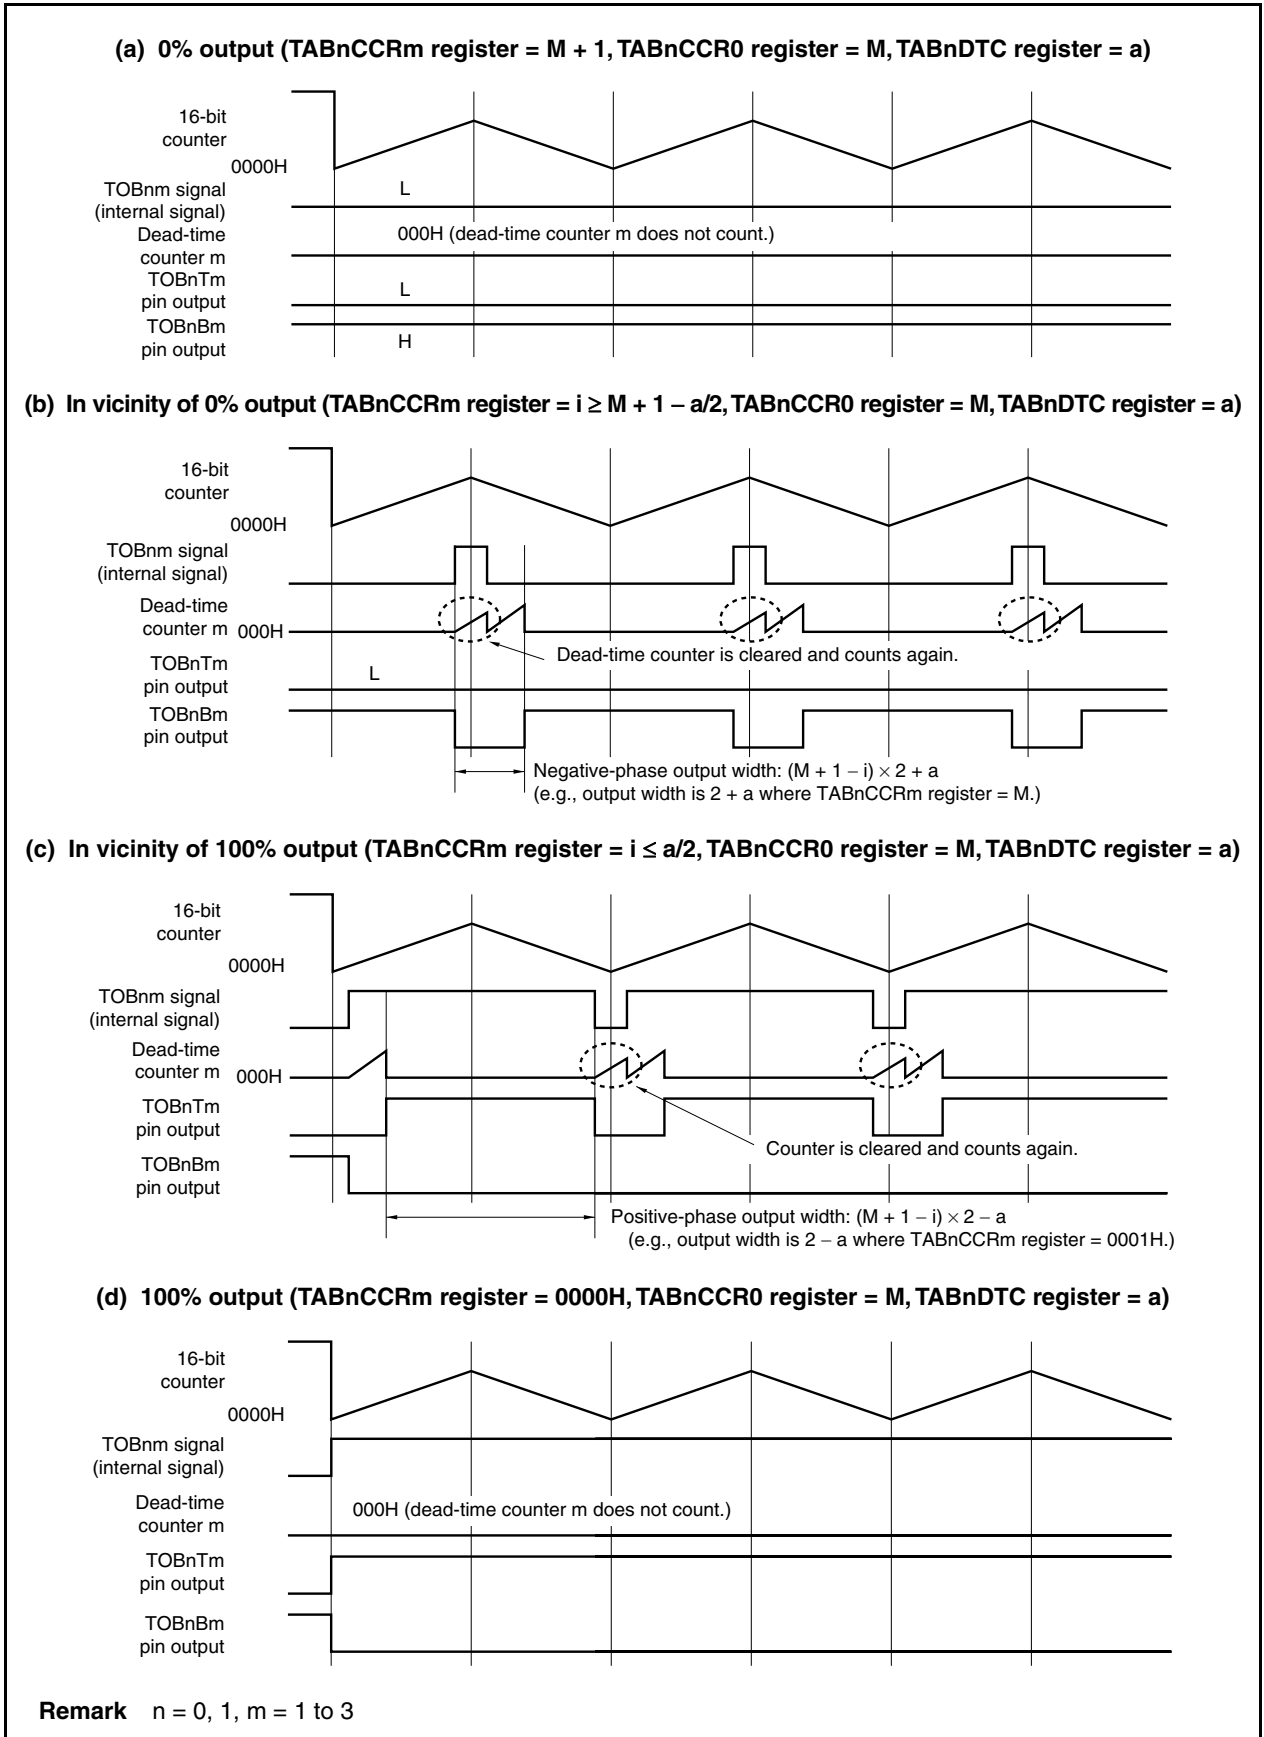 (a) 0% output (TABnCCRm register = M + 1, TABnCCR0 register = M, TABnDTC register = a)
16-bit
counter
0000H
TOBnm signal
(internal signal)
L
Dead-time
counter m
000H (dead-time counter m does not count.)
TOBnTm
pin output
L
TOBnBm
pin output
H
(b) In vicinity of 0% output (TABnCCRm register = i ≥ M + 1 − a/2, TABnCCR0 register = M, TABnDTC register = a)
16-bit
counter
0000H
TOBnm signal
(internal signal)
Dead-time
counter m
000H
Dead-time counter is cleared and counts again.
TOBnTm
pin output
L
TOBnBm
pin output
Negative-phase output width: (M + 1 − i) × 2 + a
(e.g., output width is 2 + a where TABnCCRm register = M.)
(c) In vicinity of 100% output (TABnCCRm register = i ≤ a/2, TABnCCR0 register = M, TABnDTC register = a)
16-bit
counter
0000H
TOBnm signal
(internal signal)
Dead-time
counter m
000H
TOBnTm
pin output
Counter is cleared and counts again.
TOBnBm
pin output
Positive-phase output width: (M + 1 − i) × 2 − a
(e.g., output width is 2 − a where TABnCCRm register = 0001H.)
(d) 100% output (TABnCCRm register = 0000H, TABnCCR0 register = M, TABnDTC register = a)
16-bit
counter
0000H
TOBnm signal
(internal signal)
Dead-time
counter m
000H (dead-time counter m does not count.)
TOBnTm
pin output
TOBnBm
pin output
Remark n = 0, 1, m = 1 to 3